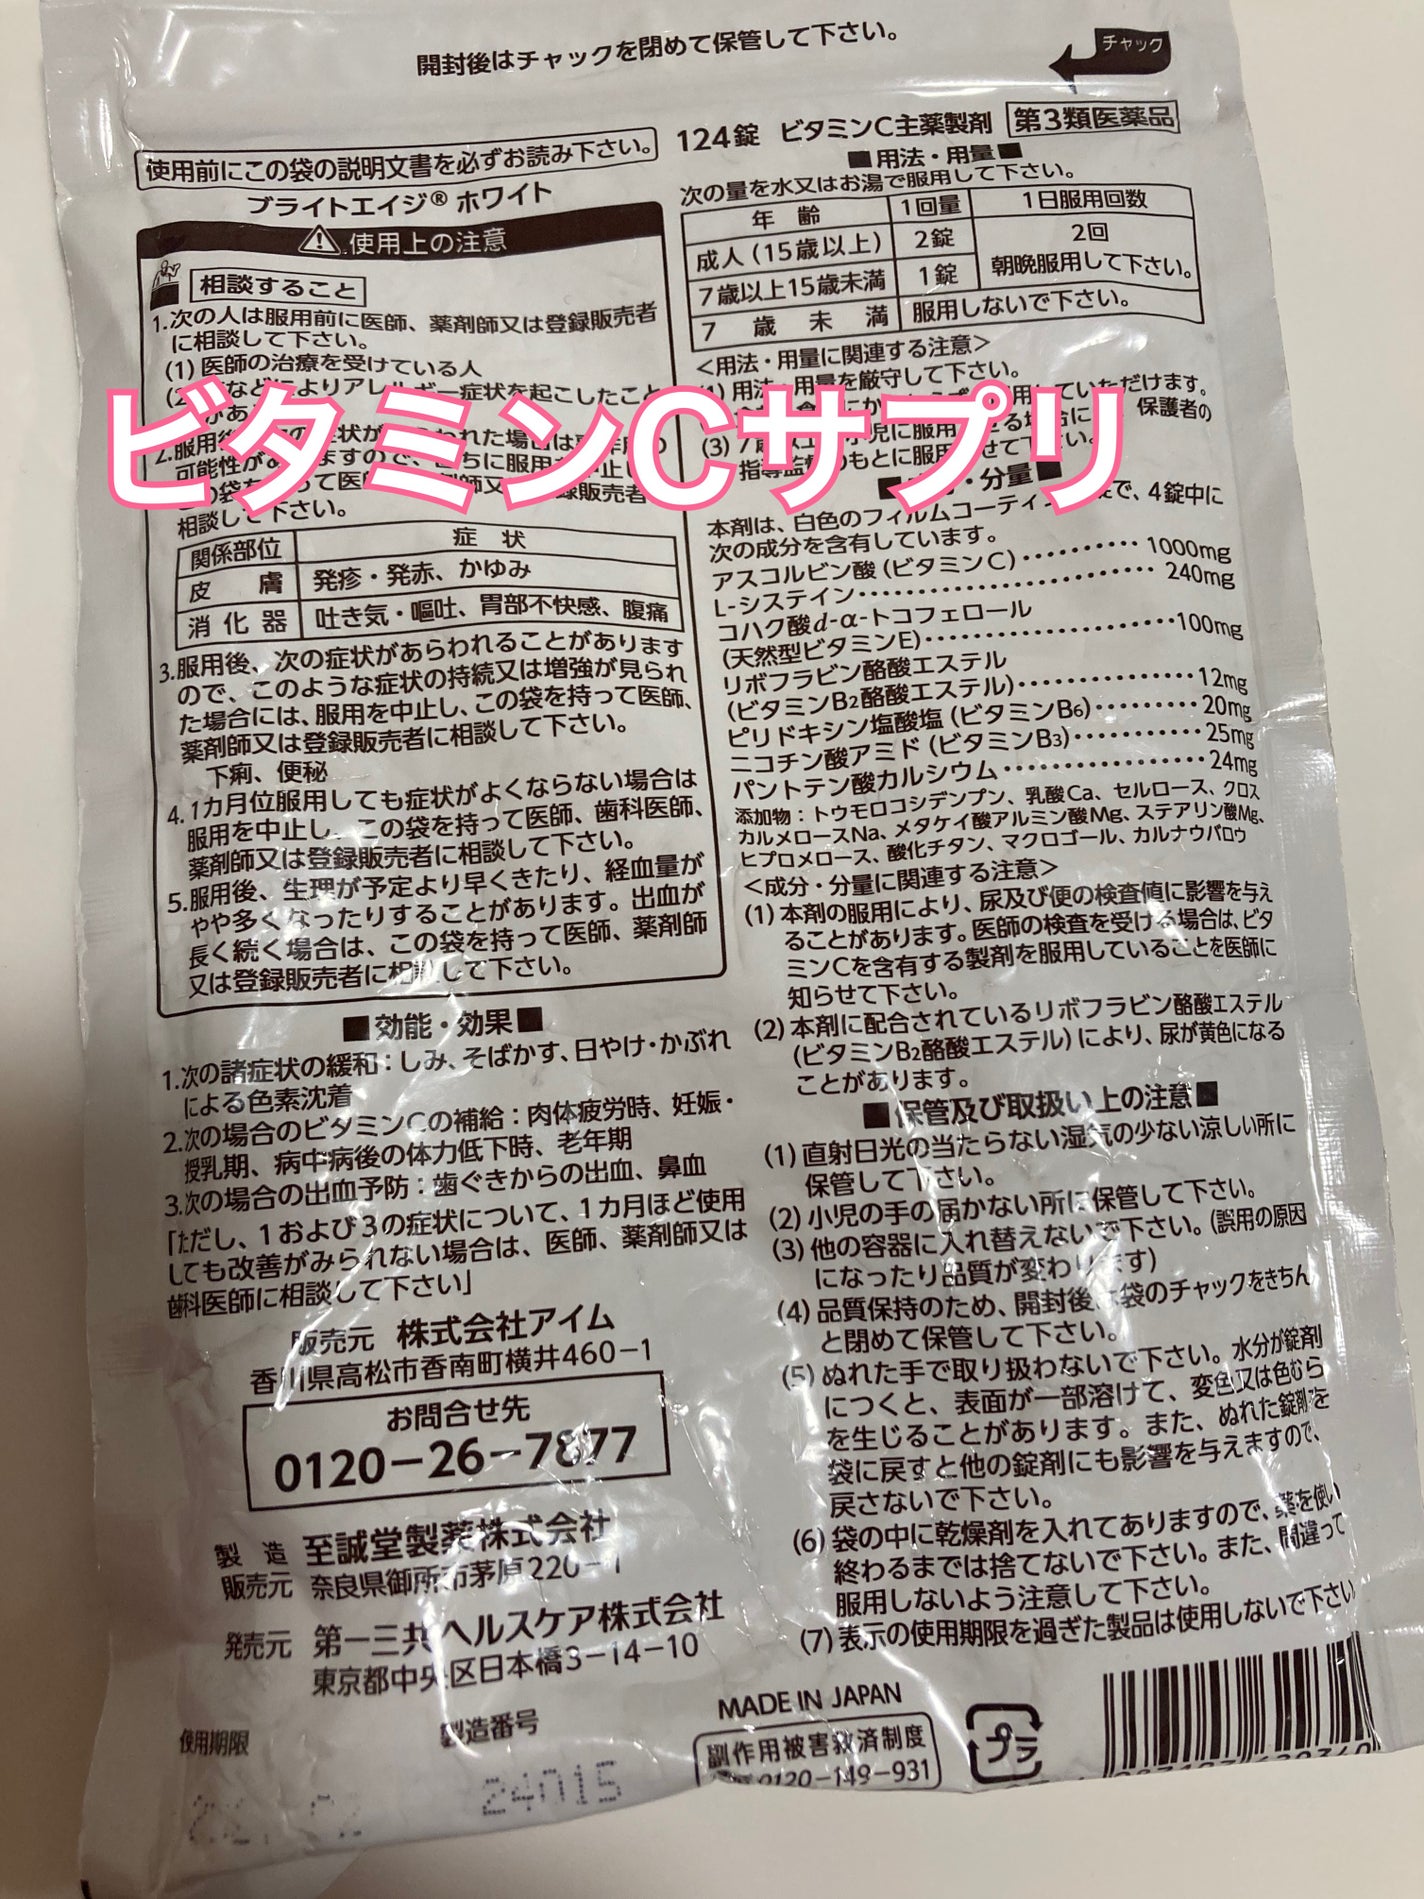 開封後はチャックを閉めて保管して下さい。
チャック
使用前にこの袋の説明文書を必ずお読み下さい。
ブライトエイジ® ホワイト
使用上の注意
相談すること
1.次の人は服用前に医師、薬剤師又は登録販売者
に相談して下さい。
(1) 医師の治療を受けている人
などによりアレルギー症状を起こしたこと
があ
2.服用後
可能性があ
相談して下さい。
関係部位 症状
皮膚 発疹・発赤、かゆみ
消化器 吐き気・嘔吐、胃部不快感、腹痛
3.服用後、次の症状があらわれることがあります
ので、このような症状の持続又は増強が見られ
た場合には、服用を中止し、この袋を持って医師、
薬剤師又は登録販売者に相談して下さい。
下痢、便秘
4.1カ月位服用しても症状がよくならない場合は
服用を中止し、この袋を持って医師、歯科医師、
薬剤師又は登録販売者に相談して下さい。
5.服用後、生理が予定より早くきたり、経血量が
やや多くなったりすることがあります。出血が
長く続く場合は、この袋を持って医師、薬剤師
又は登録販売者に相談して下さい。
■効能・効果■
1.次の諸症状の緩和：しみ、そばかす、日やけ・かぶれ
による色素沈着
2.次の場合のビタミンCの補給：肉体疲労時、妊娠・
授乳期、病中病後の体力低下時、老年期
3.次の場合の出血予防：歯ぐきからの出血、鼻血
「ただし、1および3の症状について、1カ月ほど使用
しても改善がみられない場合は、医師、薬剤師又は
歯科医師に相談して下さい」
販売元 株式会社アイム
香川県高松市香南町横井460-1
お問合せ先
0120-26-7877
製造販売元 至誠堂製薬株式会社
奈良県御所市茅原220-1
発売元 第一三共ヘルスケア株式会社
東京都中央区日本橋3-14-10
使用期限
製造番号
24015
124錠 ビタミンC主薬製剤 第3類医薬品
■用法・用量■
次の量を水又はお湯で服用して下さい。
年齢 1回量 1日服用回数
成人(15歳以上) 2錠 2回
7歳以上15歳未満 1錠 朝晩服用して下さい。
7歳未満 服用しないで下さい。
<用法・用量に関連する注意>
(1) 用法・用量を厳守して下さい。
ていただけます。
(3) 保護者の
指導監督のもとに服用させて下さい。
ビタミンCサプリ
・分量■
本剤は、白色のフィルムコーティ 錠で、4錠中に
次の成分を含有しています。
アスコルビン酸(ビタミンC)・・・・・・・・・・1000mg
L-システイン・・・・・・・・・・240mg
コハク酸d-α-トコフェロール
(天然型ビタミンE)・・・・・・・・・・100mg
リボフラビン酪酸エステル
(ビタミンB2酪酸エステル)・・・・・・・・・・12mg
ピリドキシン塩酸塩(ビタミンB6)・・・・・・・・・20mg
ニコチン酸アミド(ビタミンB3)・・・・・・・・・・25mg
パントテン酸カルシウム・・・・・・・・・・24mg
添加物：トウモロコシデンプン、乳酸Ca、セルロース、クロス
カルメロースNa、メタケイ酸アルミン酸Mg、ステアリン酸Mg、
ヒプロメロース、酸化チタン、マクロゴール、カルナウバロウ
<成分・分量に関連する注意>
(1) 本剤の服用により、尿及び便の検査値に影響を与え
ることがあります。医師の検査を受ける場合は、ビタ
ミンCを含有する製剤を服用していることを医師に
知らせて下さい。
(2) 本剤に配合されているリボフラビン酪酸エステル
(ビタミンB2酪酸エステル)により、尿が黄色になる
ことがあります。
■保管及び取扱い上の注意■
(1) 直射日光の当たらない湿気の少ない涼しい所に
保管して下さい。
(2) 小児の手の届かない所に保管して下さい。
(3) 他の容器に入れ替えないで下さい。(誤用の原因
になったり品質が変わります)
(4) 品質保持のため、開封後は袋のチャックをきちん
と閉めて保管して下さい。
(5) ぬれた手で取り扱わないで下さい。水分が錠剤
につくと、表面が一部溶けて、変色又は色むら
を生じることがあります。また、ぬれた錠剤を
袋に戻すと他の錠剤にも影響を与えますので、
戻さないで下さい。
(6) 袋の中に乾燥剤を入れてありますので、薬を使い
終わるまでは捨てないで下さい。また、間違って
服用しないよう注意して下さい。
(7) 表示の使用期限を過ぎた製品は使用しないで下さい
MADE IN JAPAN
副作用被害救済制度
0120-149-931
プラ